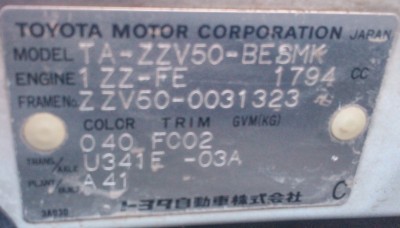 TOYOTA MOTOR CORPORATION JAPAN
MODEL TA-ZZV50-BESMK
ENGINE 1ZZ-FE 1794 CC
FRAME No. ZZV50-0031323
COLOR TRIM GVM(KG)
040 FC02
TRANS/AXLE U341E -03A
PLANT/BUILT A41
トヨタ自動車株式会社 C